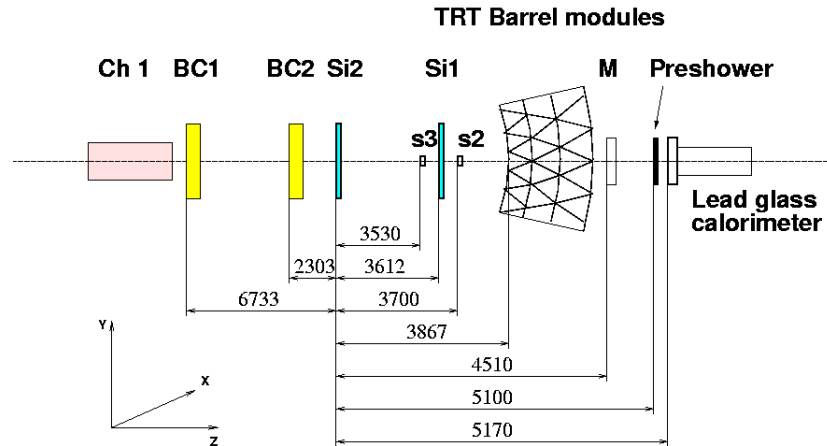 TRT Barrel modules
Ch 1 BC1 BC2 Si2 Si1 M Preshower
s3 s2
Lead glass
calorimeter
3530
2303 3612
6733 3700
3867
4510
5100
5170
Y
X
Z